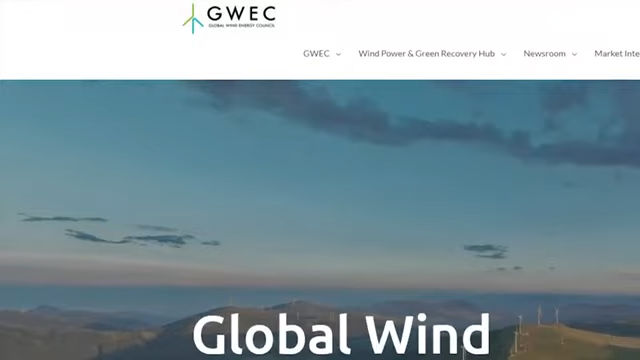 GWEC
GLOBAL WIND ENERGY COUNCIL
GWEC Wind Power & Green Recovery Hub Newsroom Market Inte
Global Wind